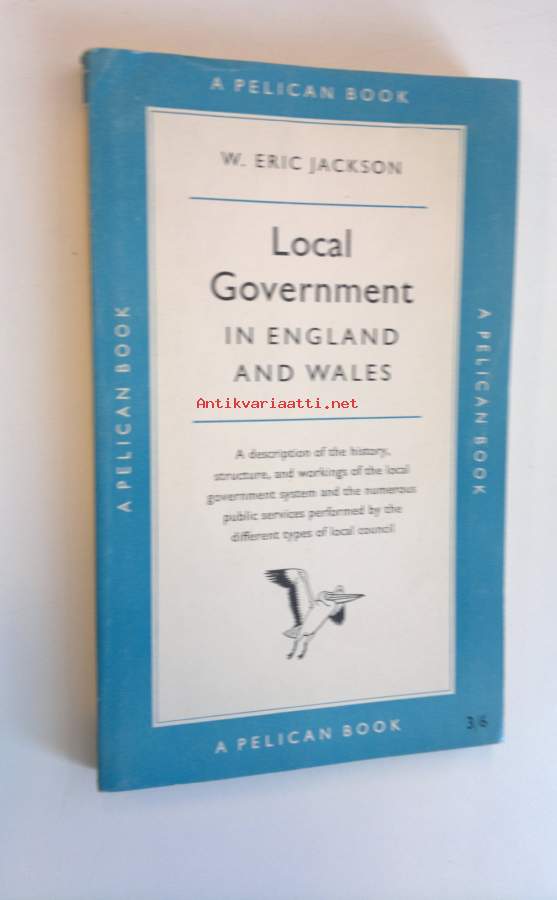 A PELICAN BOOK
W. ERIC JACKSON
Local
Government
IN ENGLAND
AND WALES
Antikvariaatti.net
A description of the history,
structure, and workings of the local
government system and the numerous
public services performed by the
different types of local council
A PELICAN BOOK
A PELICAN BOOK
A PELICAN BOOK
3/6